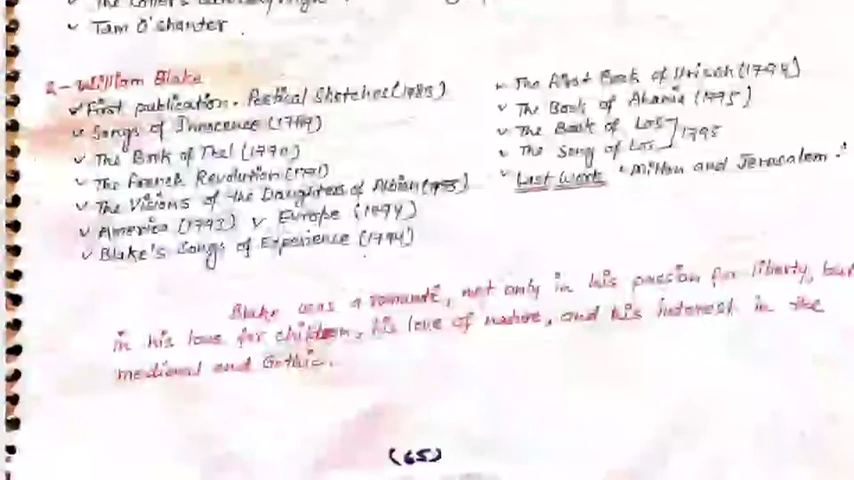 Tam O'shanter.
2- William Blake
First publication. Poetical Sketches (1783)
Songs of Innocence (1789)
The Book of Thel (1790)
The French Revolution (1791)
The Visions of the Daughters of Albion
America (1793) Europe (1794)
Blake's Songs of Experience (1794)
The First Book of Urizen (1794)
The Book of Ahania (1795)
The Book of Los
The Song of Los 1795
Last work "Milton and Jerusalem."
Blake was a romantic, not only in his passion for liberty, but
in his love for children, his love of nature, and his interest in the
medieval and Gothic.
(65)